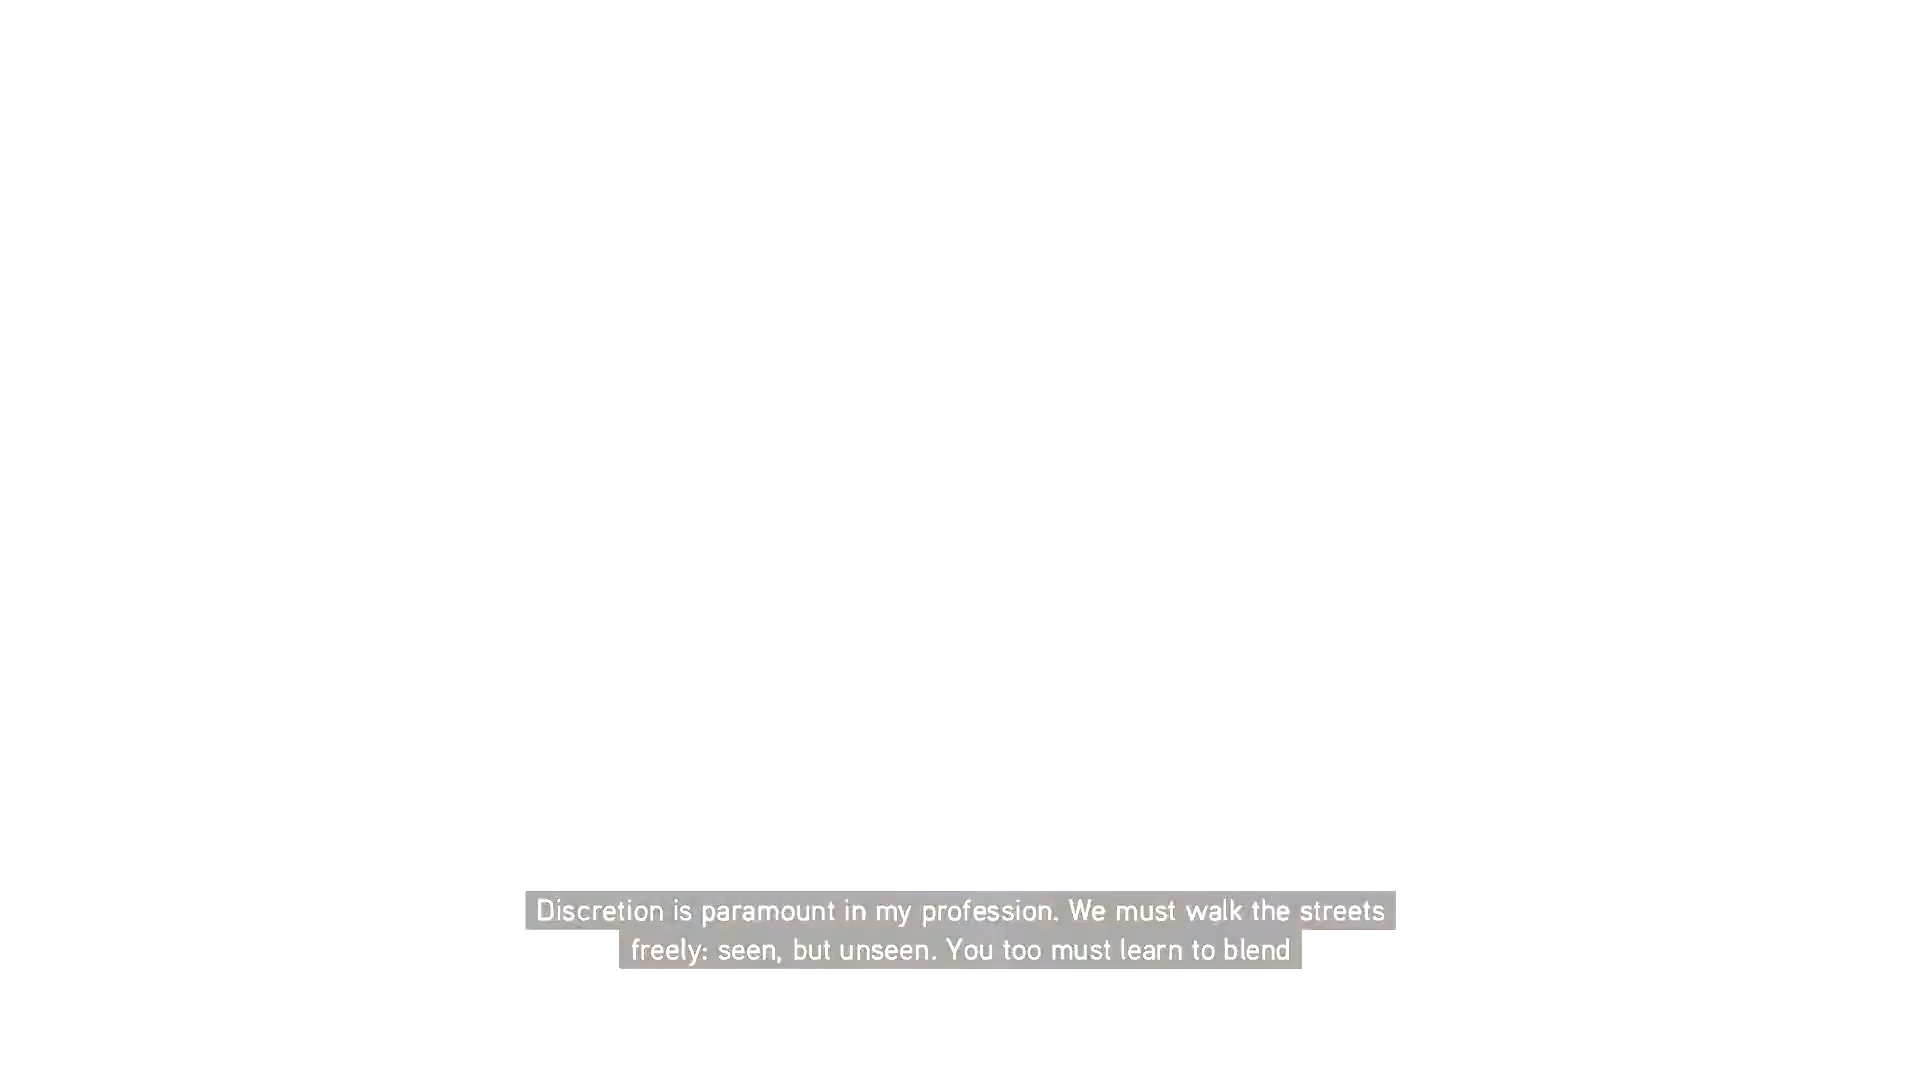 Discretion is paramount in my profession. We must walk the streets
freely: seen, but unseen. You too must learn to blend